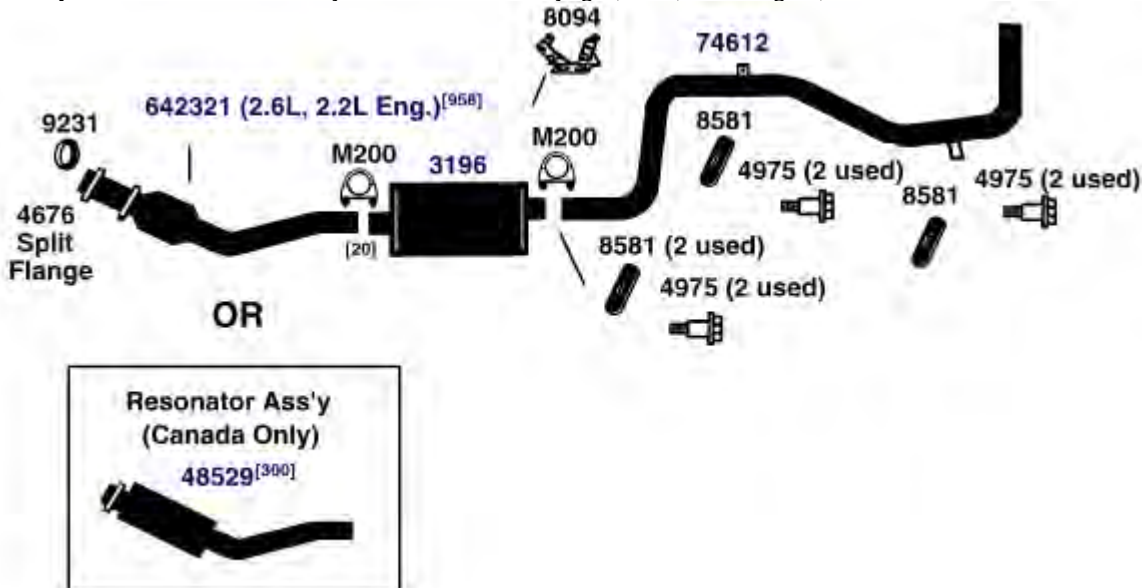 8094
74612
642321 (2.6L, 2.2L Eng.)[958]
9231
M200
3196
M200
8581
4975 (2 used)
4975 (2 used)
8581
4676
Split
Flange
[20]
8581 (2 used)
4975 (2 used)
OR
Resonator Ass'y
(Canada Only)
48529[300]